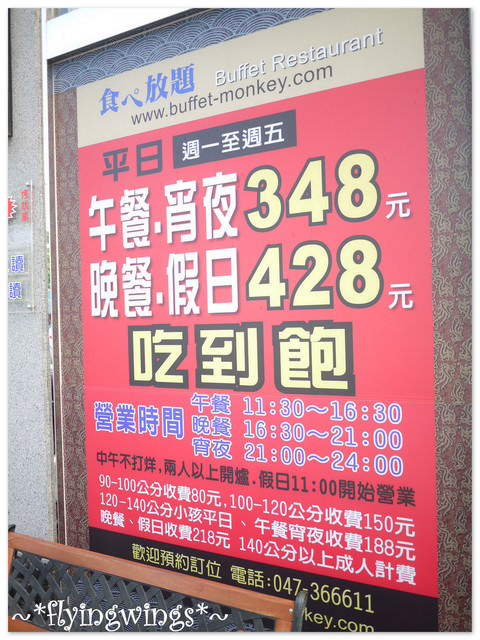 食べ放題 Buffet Restaurant
www.buffet-monkey.com
平日 週一至週五
午餐.宵夜348元
晚餐.假日428元
吃到飽
營業時間
午餐 11:30～16:30
晚餐 16:30～21:00
宵夜 21:00～24:00
中午不打烊,兩人以上開爐.假日11:00開始營業
90-100公分收費80元,100-120公分收費150元
120-140公分小孩平日、午餐宵夜收費188元
晚餐、假日收費218元 140公分以上成人計費
歡迎預約訂位 電話:047-366611
key.com
讀
讀
～*flyingwings*～